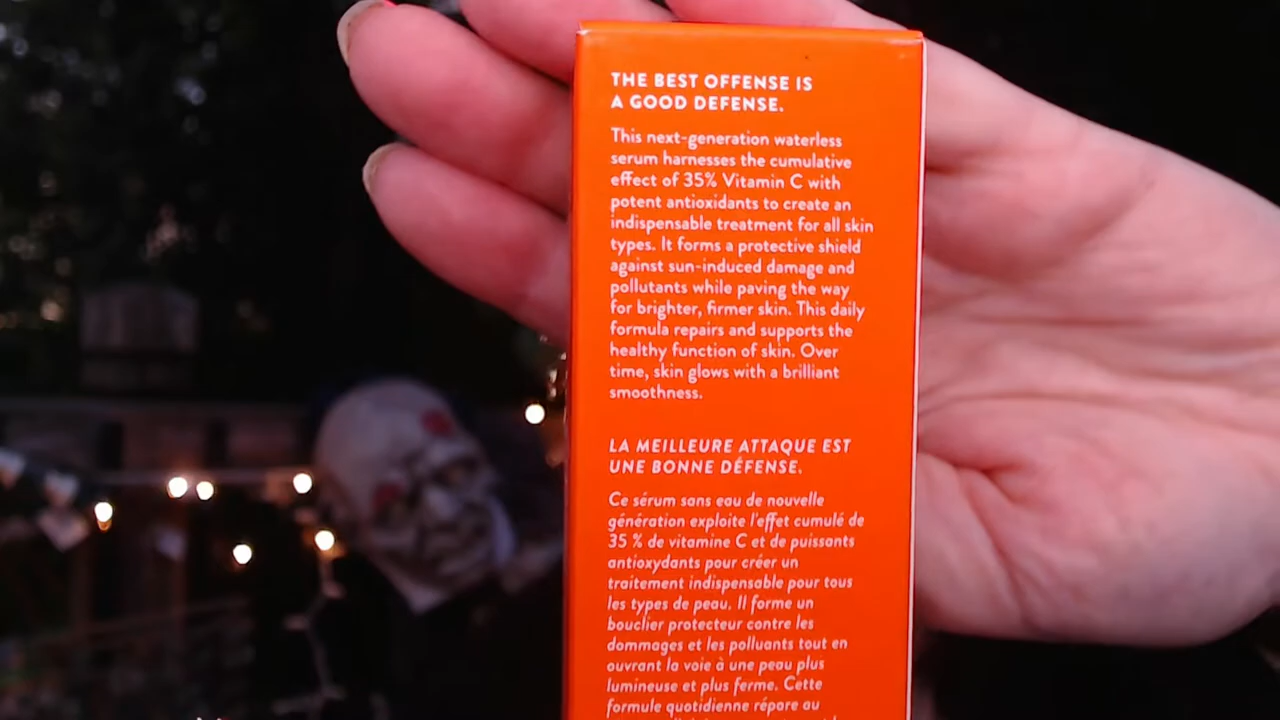 THE BEST OFFENSE IS
A GOOD DEFENSE.
This next-generation waterless
serum harnesses the cumulative
effect of 35% Vitamin C with
potent antioxidants to create an
indispensable treatment for all skin
types. It forms a protective shield
against sun-induced damage and
pollutants while paving the way
for brighter, firmer skin. This daily
formula repairs and supports the
healthy function of skin. Over
time, skin glows with a brilliant
smoothness.
LA MEILLEURE ATTAQUE EST
UNE BONNE DÉFENSE.
Ce sérum sans eau de nouvelle
génération exploite l'effet cumulé de
35 % de vitamine C et de puissants
antioxydants pour créer un
traitement indispensable pour tous
les types de peau. Il forme un
bouclier protecteur contre les
dommages et les polluants tout en
ouvrant la voie à une peau plus
lumineuse et plus ferme. Cette
formule quotidienne répare au